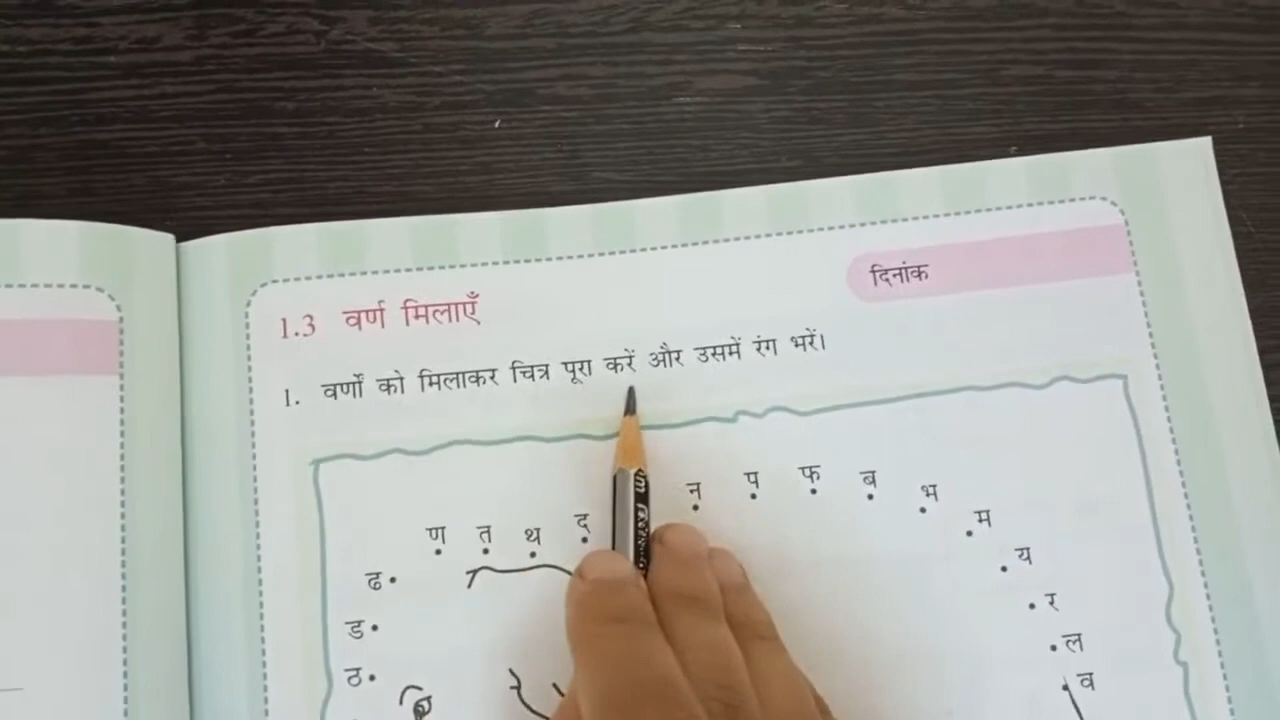 दिनांक
1.3 वर्ण मिलाएँ
1. वर्णों को मिलाकर चित्र पूरा करें और उसमें रंग भरें।
ण त थ द न प फ ब भ म
ढ य
ड र
ठ ल
व